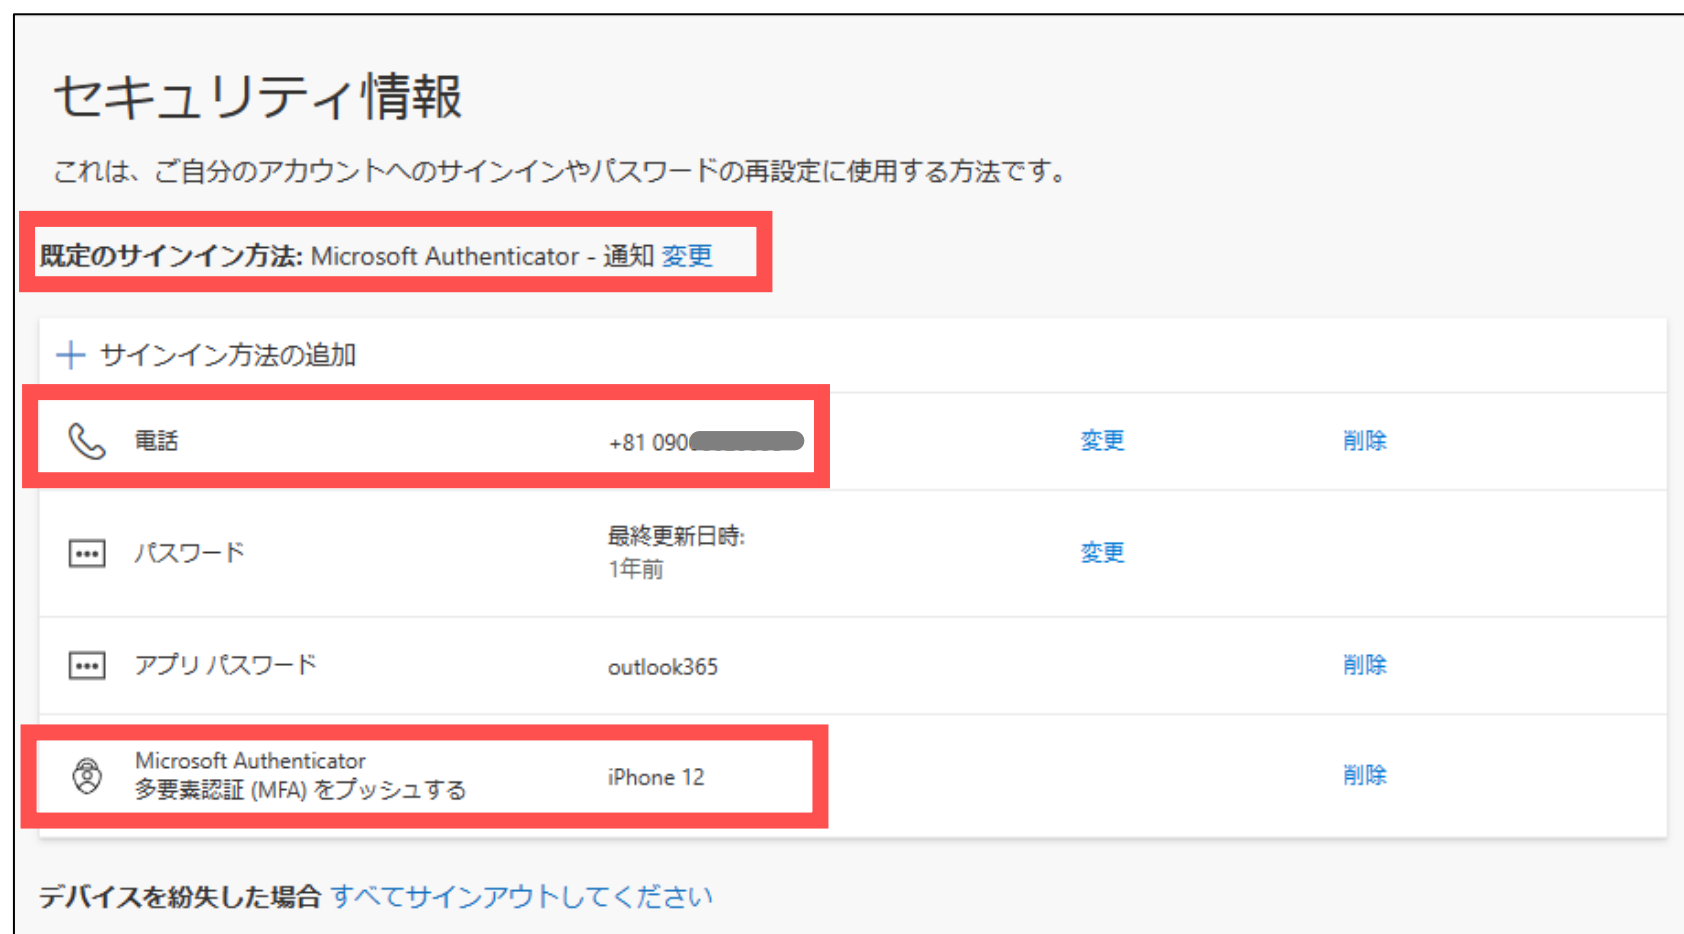 セキュリティ情報
これは、ご自分のアカウントへのサインインやパスワードの再設定に使用する方法です。
既定のサインイン方法: Microsoft Authenticator - 通知 変更
サインイン方法の追加
電話 +81 090 変更 削除
パスワード 最終更新日時: 変更
1年前
アプリ パスワード outlook365 削除
Microsoft Authenticator
多要素認証 (MFA) をプッシュする iPhone 12 削除
デバイスを紛失した場合 すべてサインアウトしてください